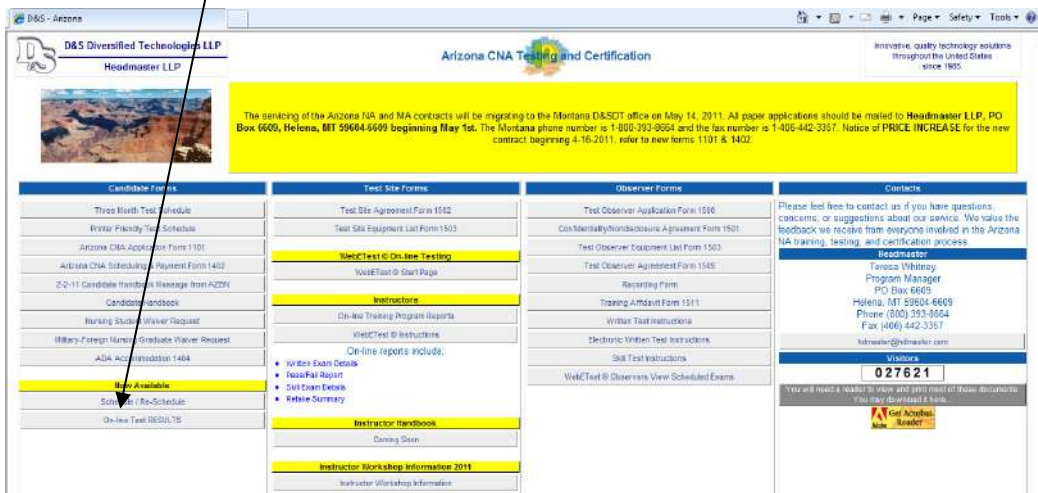 D&S - Arizona
Page Safety Tools
D&S Diversified Technologies LLP
Headmaster LLP
Arizona CNA Testing and Certification
Innovative, quality technology solutions
throughout the United States
since 1985.
The servicing of the Arizona NA and MA contracts will be migrating to the Montana D&SDT office on May 14, 2011. All paper applications should be mailed to Headmaster LLP, PO
Box 6609, Helena, MT 59604-6609 beginning May 1st. The Montana phone number is 1-800-393-8664 and the fax number is 1-406-442-3357. Notice of PRICE INCREASE for the new
contract beginning 4-16-2011, refer to new forms 1101 & 1402.
Candidate Forms
Three Month Test Schedule
Printer Friendly Test Schedule
Arizona CNA Application Form 1101
Arizona CNA Scheduling & Payment Form 1402
2-2-11 Candidate Handbook Message from AZBN
Candidate Handbook
Nursing Student Waiver Request
Military-Foreign Nursing Graduate Waiver Request
ADA Accommodation 1404
Now Available
Schedule / Re-Schedule
On-line Test RESULTS
Test Site Forms
Test Site Agreement Form 1502
Test Site Equipment List Form 1503
WebETest © On-line Testing
WebETest © Start Page
Instructors
On-line Training Program Reports
WebETest © Instructions
On-line reports include:
Written Exam Details
Pass/Fail Report
Skill Exam Details
Retake Summary
Instructor Handbook
Coming Soon
Instructor Workshop Information 2011
Instructor Workshop Information
Observer Forms
Test Observer Application Form 1500
Confidentiality/Nondisclosure Agreement Form 1501
Test Observer Equipment List Form 1503
Test Observer Agreement Form 1505
Recording Form
Training Affidavit Form 1511
Written Test Instructions
Electronic Written Test Instructions
Skill Test Instructions
WebETest © Observers View Scheduled Exams
Contacts
Please feel free to contact us if you have questions,
concerns, or suggestions about our service. We value the
feedback we receive from everyone involved in the Arizona
NA training, testing, and certification process.
Headmaster
Teresa Whitney
Program Manager
PO Box 6609
Helena, MT 59604-6609
Phone (800) 393-8664
Fax (406) 442-3357
hdmaster@hdmaster.com
Visitors
027621
You will need a reader to view and print most of these documents.
You may download it here...
Get Acrobat
Reader
Adobe